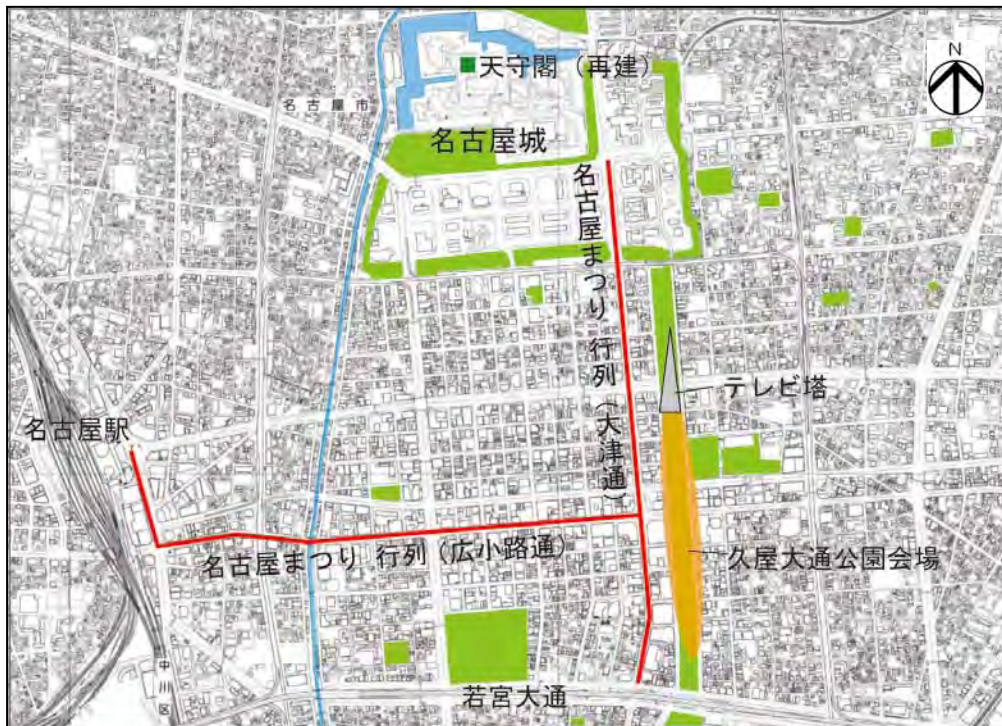 N
天守閣（再建）
名古屋市
名古屋城
名古屋まつり 行列（大津通）
テレビ塔
名古屋駅
名古屋まつり 行列（広小路通）
久屋大通公園会場
中川区
若宮大通